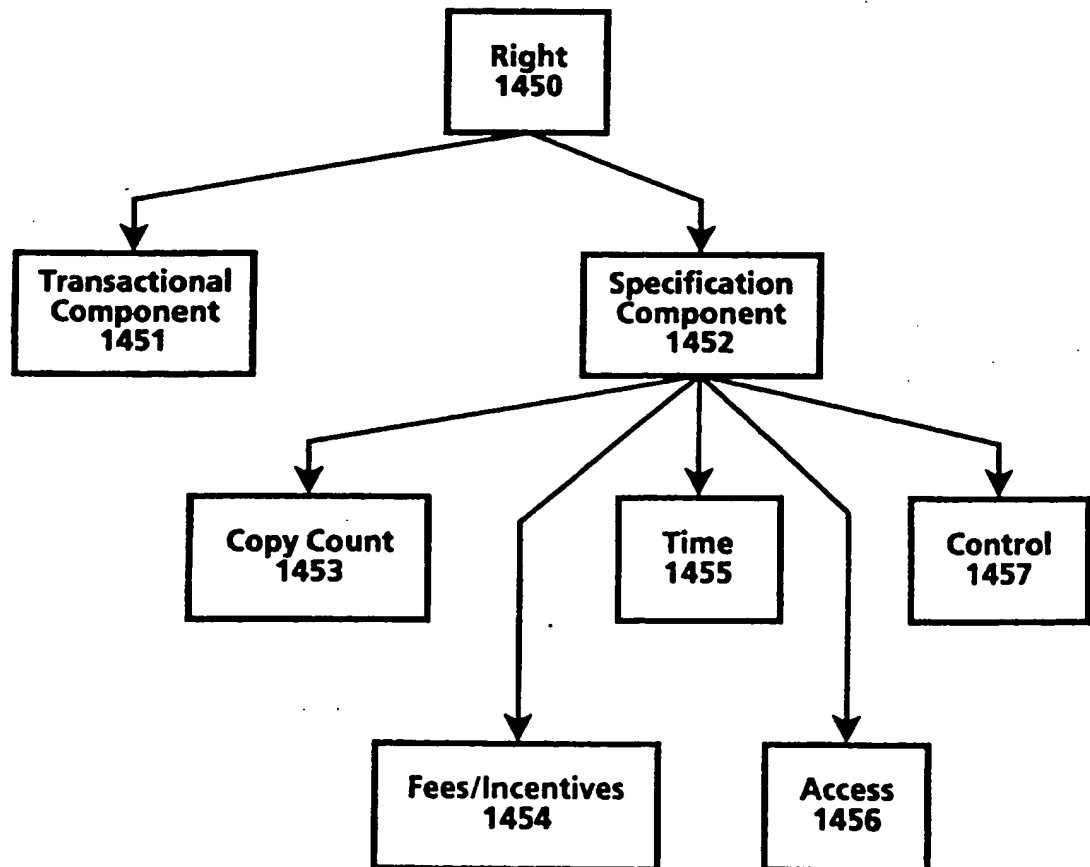 Right
1450
Transactional
Component
1451
Specification
Component
1452
Copy Count
1453
Time
1455
Control
1457
Fees/Incentives
1454
Access
1456